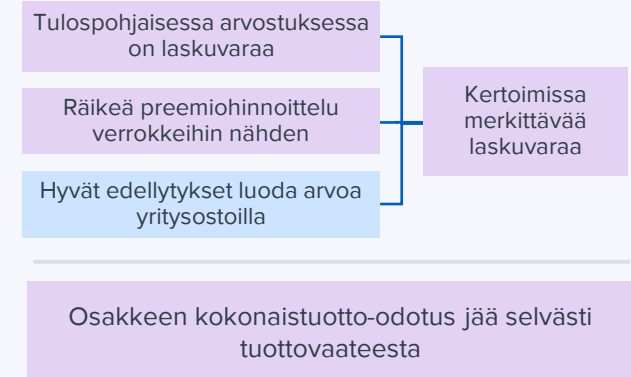 Tulospohjaisessa arvostuksessa
on laskuvaraa
Räikeä preemiohinnoittelu
verrokkeihin nähden
Hyvät edellytykset luoda arvoa
yritysostoilla
Kertoimissa
merkittävää
laskuvaraa
Osakkeen kokonaistuotto-odotus jää selvästi
tuottovaateesta